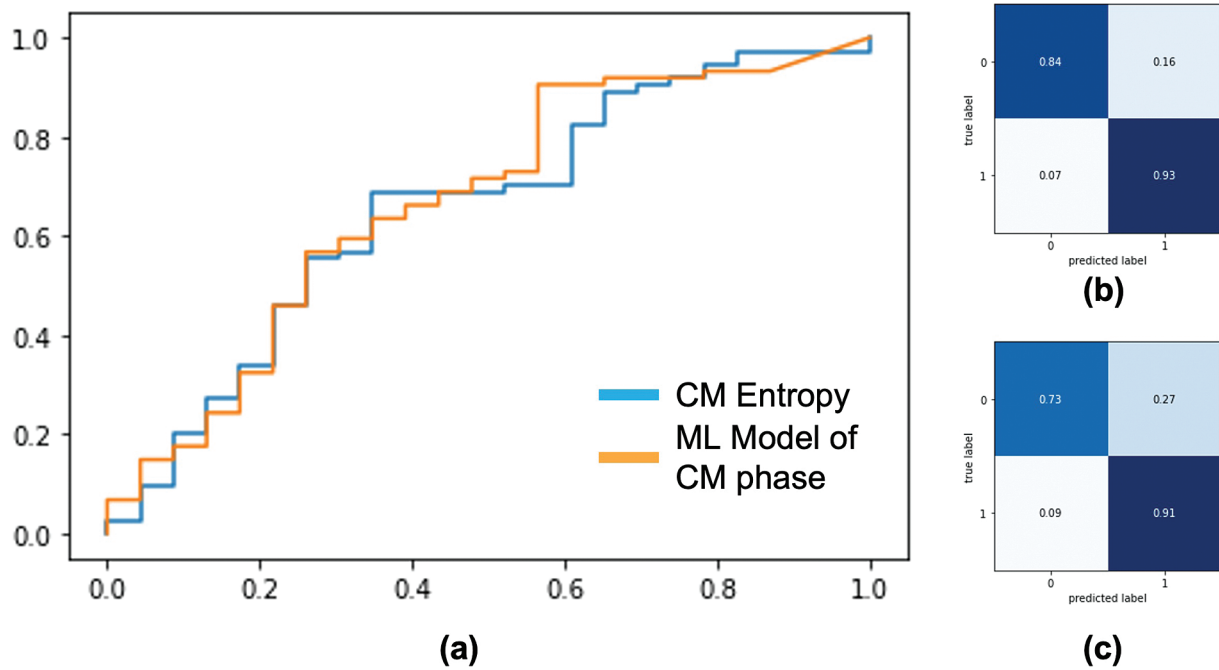 1.0
0.8
0.6
0.4
0.2
0.0
0.0 0.2 0.4 0.6 0.8 1.0
CM Entropy
ML Model of
CM phase
(a)
true label
0
1
0.84 0.16
0.07 0.93
0 1
predicted label
(b)
true label
0
1
0.73 0.27
0.09 0.91
0 1
predicted label
(c)